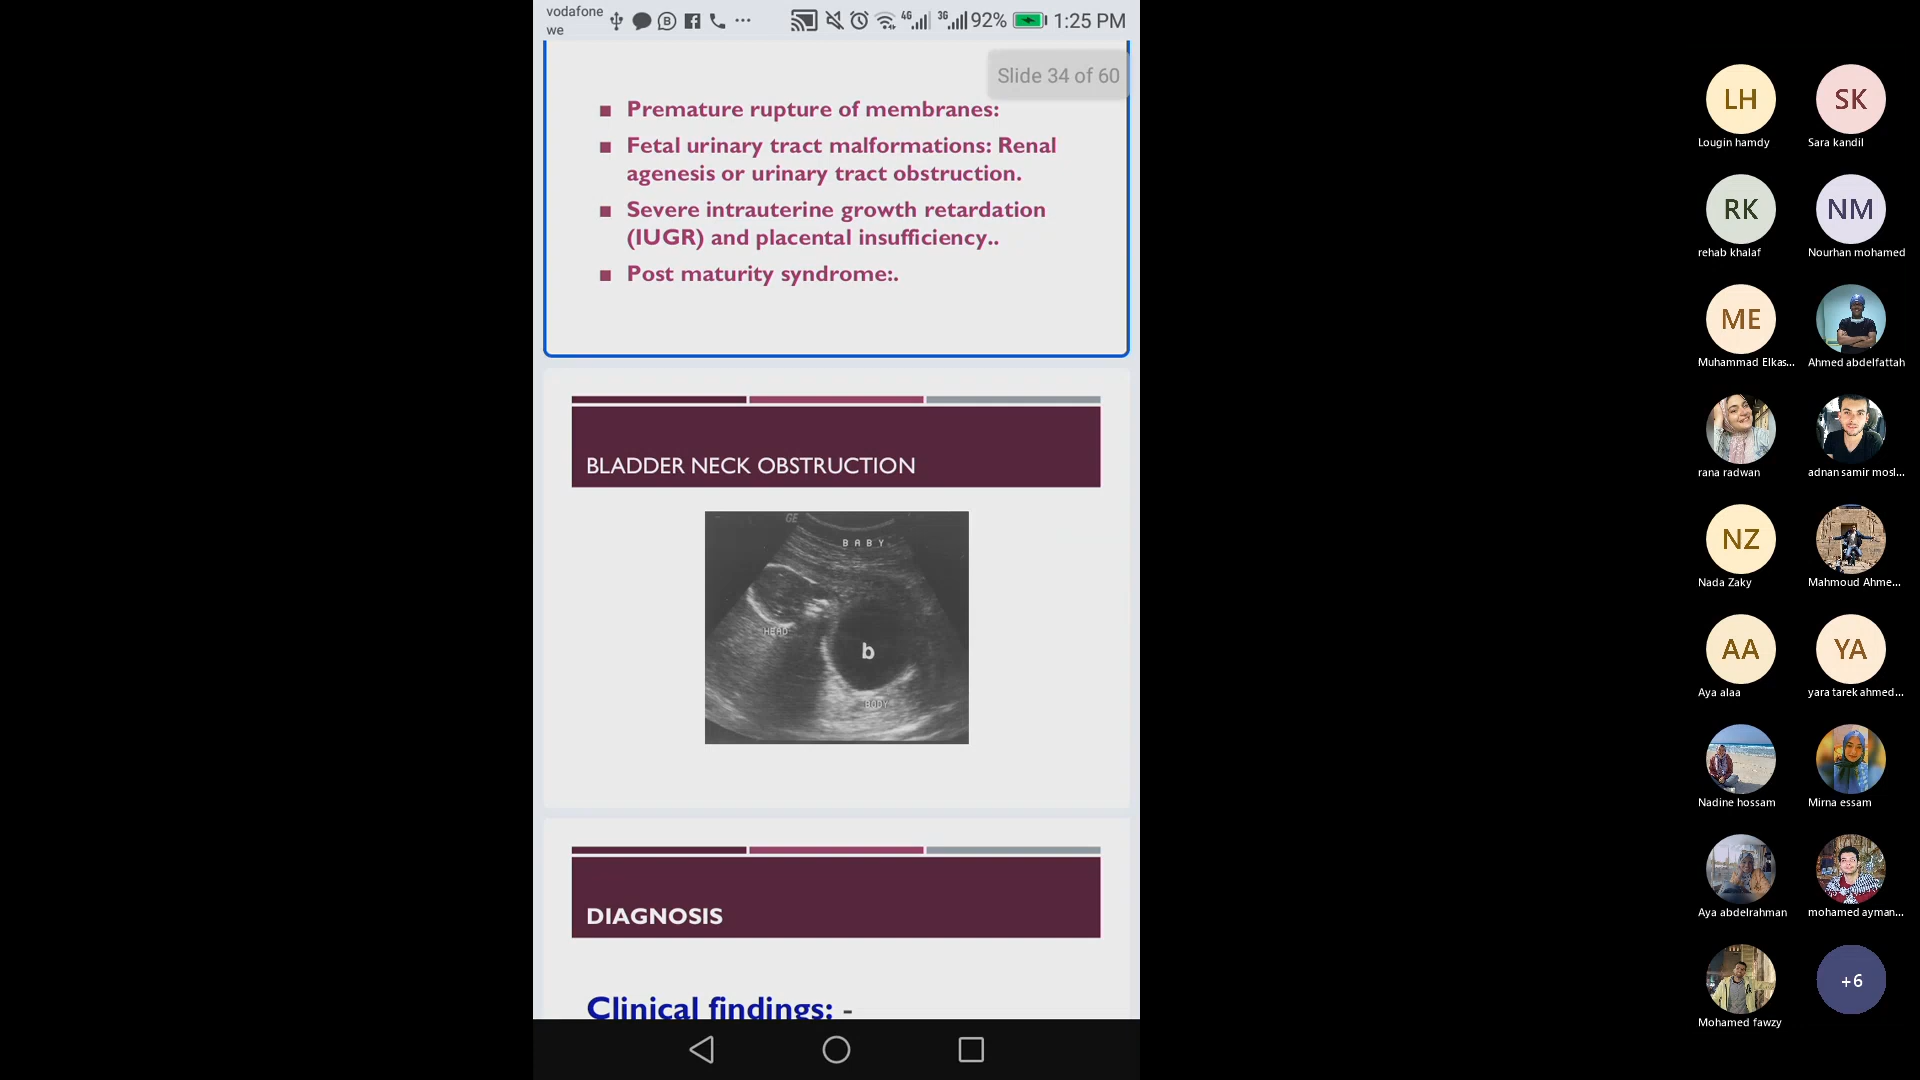 vodafone
we
4G
3G
92%
1:25 PM
Slide 34 of 60
Premature rupture of membranes:
Fetal urinary tract malformations: Renal
agenesis or urinary tract obstruction.
Severe intrauterine growth retardation
(IUGR) and placental insufficiency..
Post maturity syndrome:.
BLADDER NECK OBSTRUCTION
GE
BABY
HEAD
b
BODY
DIAGNOSIS
Clinical findings: -
LH
SK
Lougin hamdy
Sara kandil
RK
NM
rehab khalaf
Nourhan mohamed
ME
Muhammad Elkas...
Ahmed abdelfattah
rana radwan
adnan samir mosl...
NZ
Nada Zaky
Mahmoud Ahme...
AA
YA
Aya alaa
yara tarek ahmed...
Nadine hossam
Mirna essam
Aya abdelrahman
mohamed ayman...
+6
Mohamed fawzy